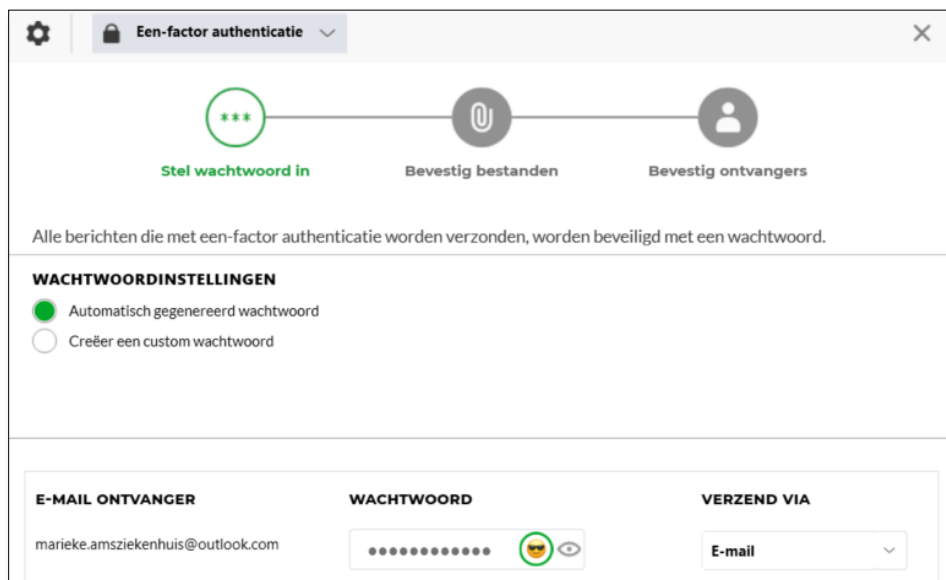 Een-factor authenticatie
***
Stel wachtwoord in Bevestig bestanden Bevestig ontvangers
Alle berichten die met een-factor authenticatie worden verzonden, worden beveiligd met een wachtwoord.
WACHTWOORDINSTELLINGEN
Automatisch gegenereerd wachtwoord
Creëer een custom wachtwoord
E-MAIL ONTVANGER WACHTWOORD VERZEND VIA
marieke.amsziekenhuis@outlook.com ●●●●●●●●●●●● E-mail